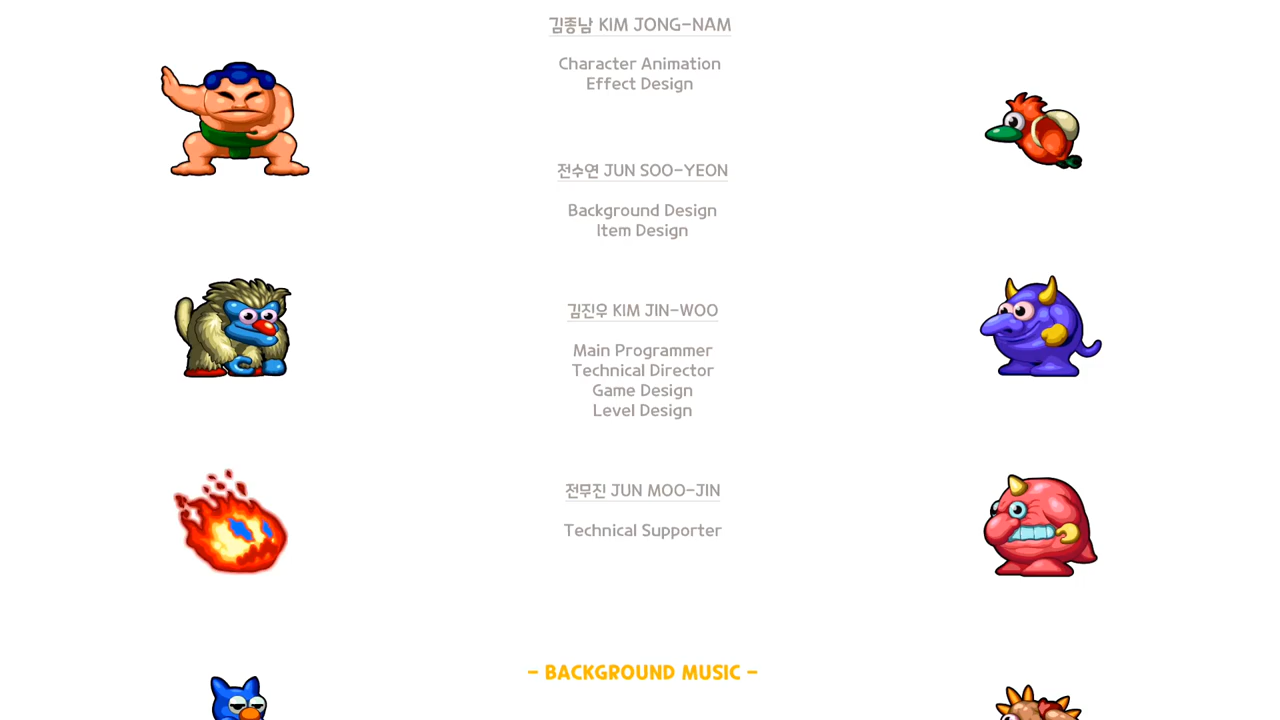 김종남 KIM JONG-NAM
Character Animation
Effect Design
전수연 JUN SOO-YEON
Background Design
Item Design
김진우 KIM JIN-WOO
Main Programmer
Technical Director
Game Design
Level Design
전무진 JUN MOO-JIN
Technical Supporter
- BACKGROUND MUSIC -